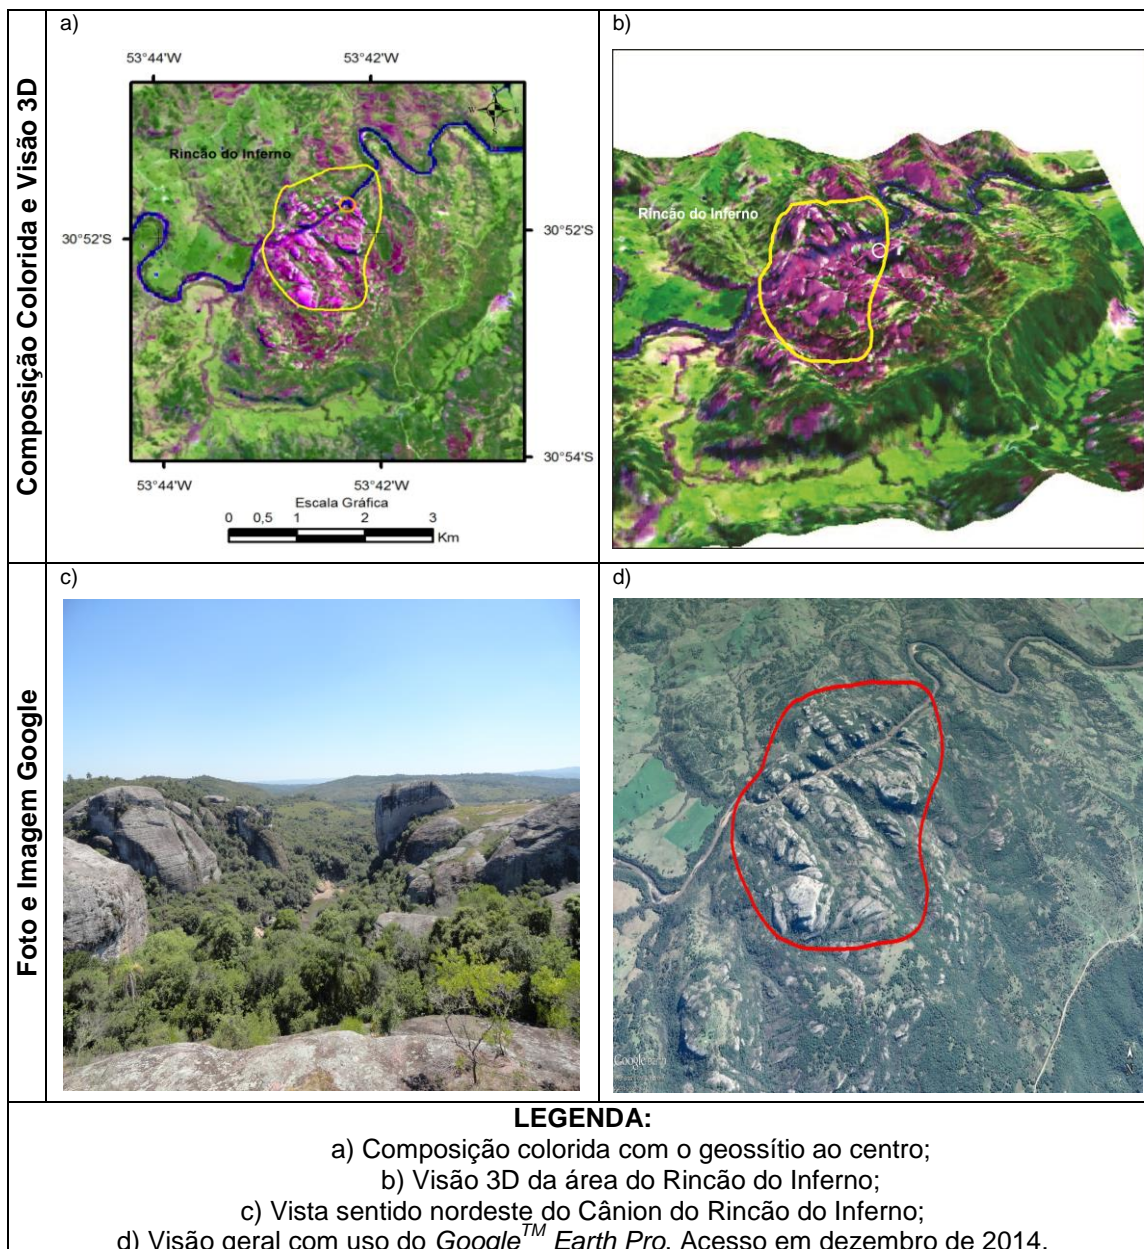 Composição Colorida e Visão 3D
a)
53°44'W
53°42'W
N
W
E
S
Rincão do Inferno
30°52'S
30°52'S
30°54'S
53°44'W
53°42'W
Escala Gráfica
0 0,5 1 2 3
Km
b)
Rincão do Inferno
Foto e Imagem Google
c)
d)
Google
LEGENDA:
a) Composição colorida com o geossítio ao centro;
b) Visão 3D da área do Rincão do Inferno;
c) Vista sentido nordeste do Cânion do Rincão do Inferno;
d) Visão geral com uso do Google™ Earth Pro. Acesso em dezembro de 2014.